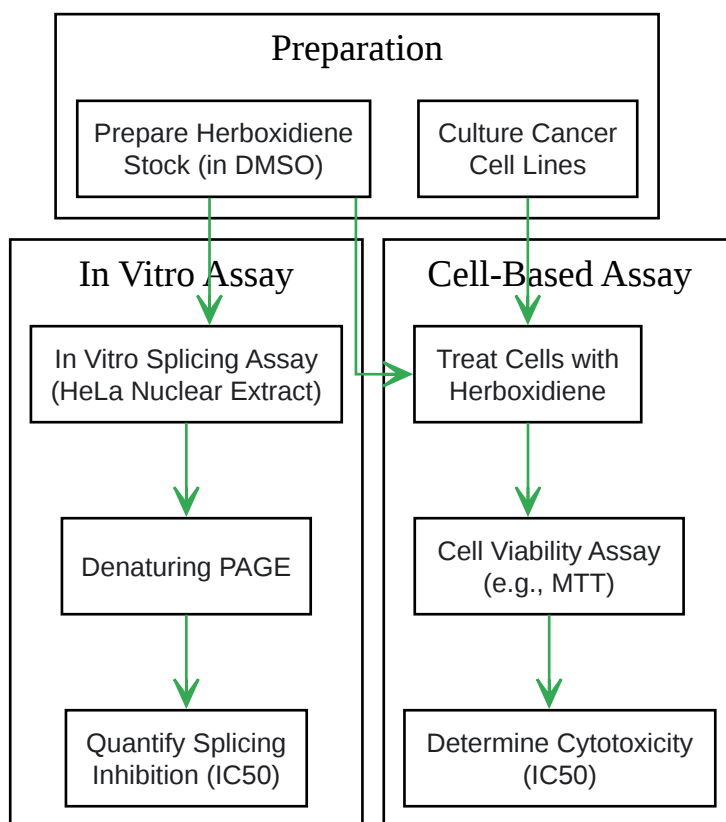 Preparation
Prepare Herboxidiene
Stock (in DMSO)
Culture Cancer
Cell Lines
In Vitro Assay
In Vitro Splicing Assay
(HeLa Nuclear Extract)
Denaturing PAGE
Quantify Splicing
Inhibition (IC50)
Cell-Based Assay
Treat Cells with
Herboxidiene
Cell Viability Assay
(e.g., MTT)
Determine Cytotoxicity
(IC50)